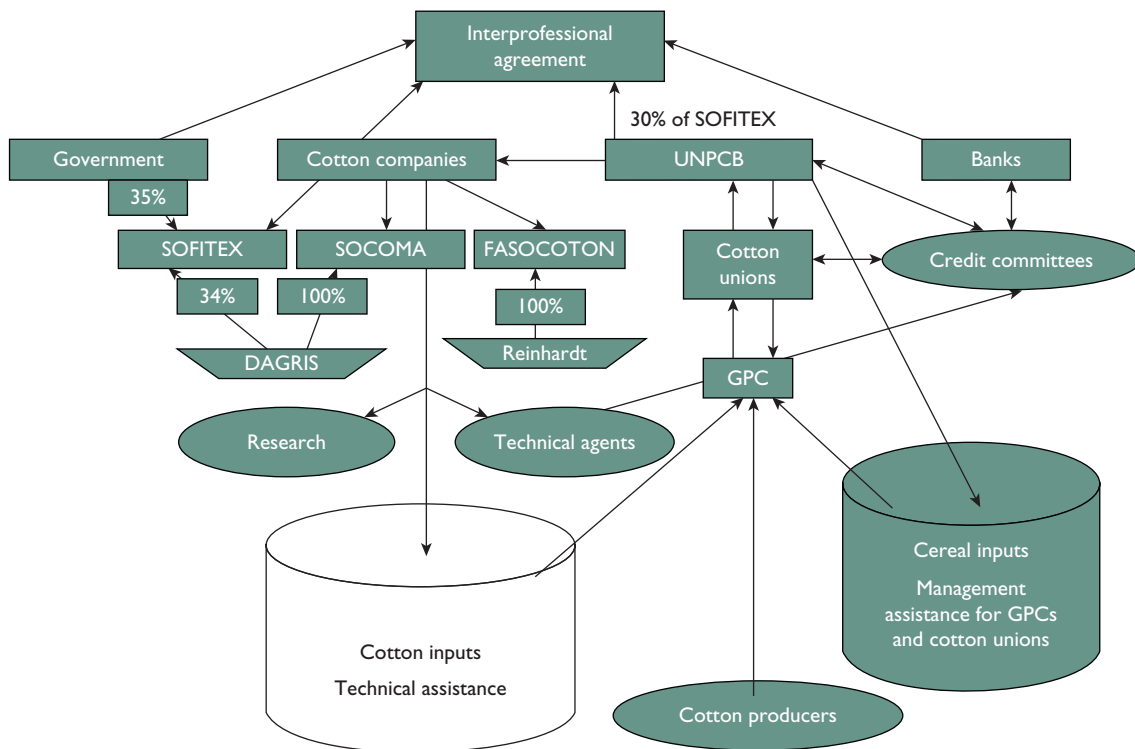 Interprofessional
agreement
30% of SOFITEX
Government
Cotton companies
UNPCB
Banks
35%
SOFITEX
SOCOMA
FASOCOTON
Cotton
unions
Credit committees
34%
100%
100%
DAGRIS
Reinhardt
GPC
Research
Technical agents
Cereal inputs
Management
assistance for GPCs
and cotton unions
Cotton inputs
Technical assistance
Cotton producers